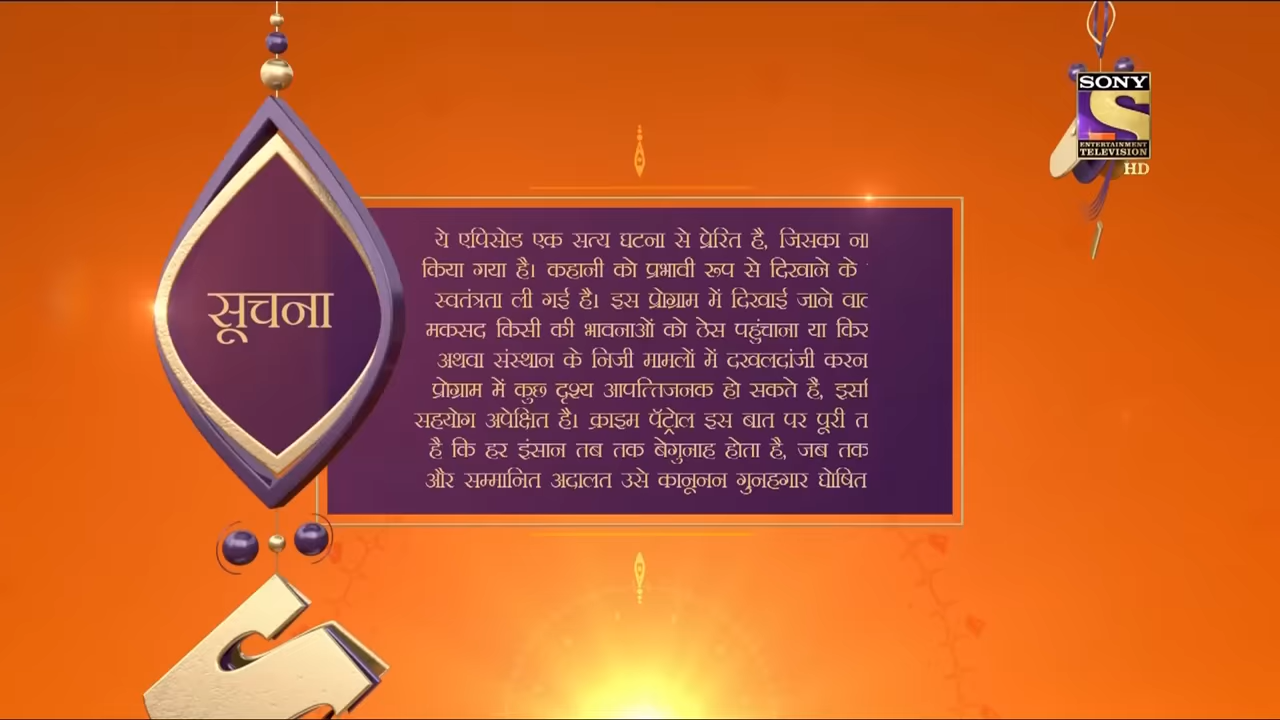 सूचना
ये एपिसोड एक सत्य घटना से प्रेरित है, जिसका ना
किया गया है। कहानी को प्रभावी रूप से दिखाने के
स्वतंत्रता ली गई है। इस प्रोग्राम में दिखाई जाने
मकसद किसी की भावनाओं को ठेस पहुंचाना या
अथवा संस्थान के निजी मामलों में दखलदांजी करन
प्रोग्राम में कुछ दृश्य आपत्तिजनक हो सकते है,
सहयोग अपेक्षित है। क्राइम पॅट्रोल इस बात पर पूरी त
है कि हर इंसान तब तक बेगुनाह होता है, जब तक
और सम्मानित अदालत उसे कानूनन गुनहगार घोषित
SONY
ENTERTAINMENT
TELEVISION
HD